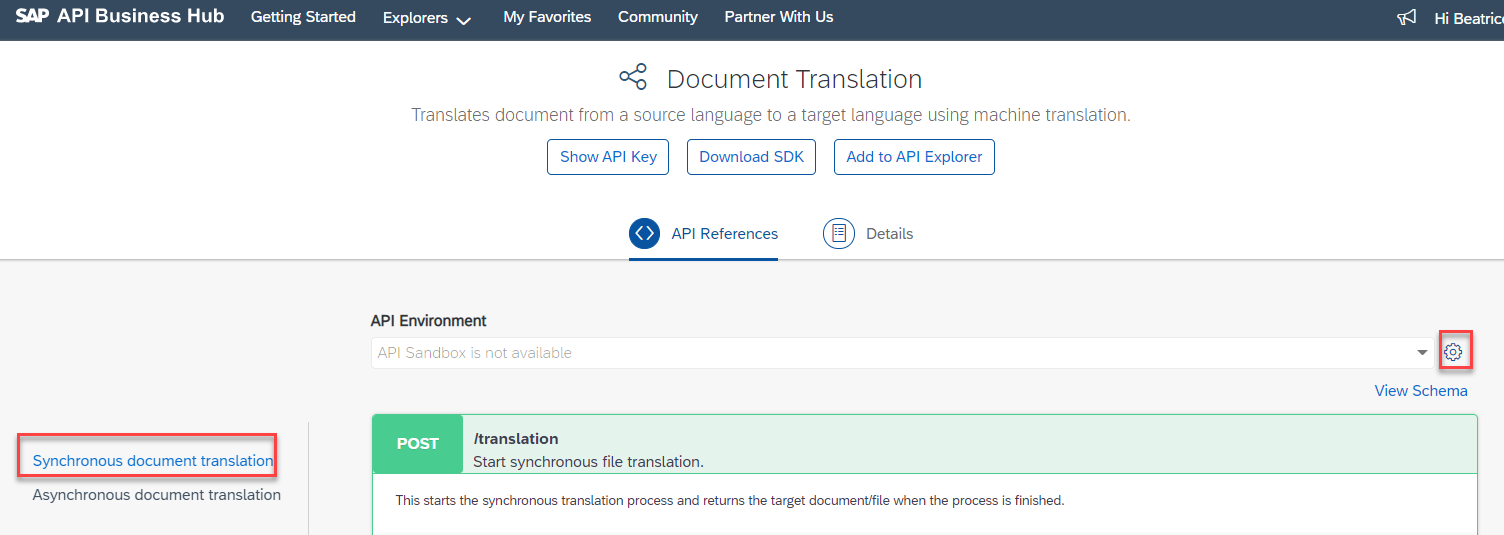 SAP API Business Hub Getting Started Explorers My Favorites Community Partner With Us Hi Beatrice
Document Translation
Translates document from a source language to a target language using machine translation.
Show API Key Download SDK Add to API Explorer
API References Details
API Environment
API Sandbox is not available
View Schema
Synchronous document translation
Asynchronous document translation
POST /translation
Start synchronous file translation.
This starts the synchronous translation process and returns the target document/file when the process is finished.